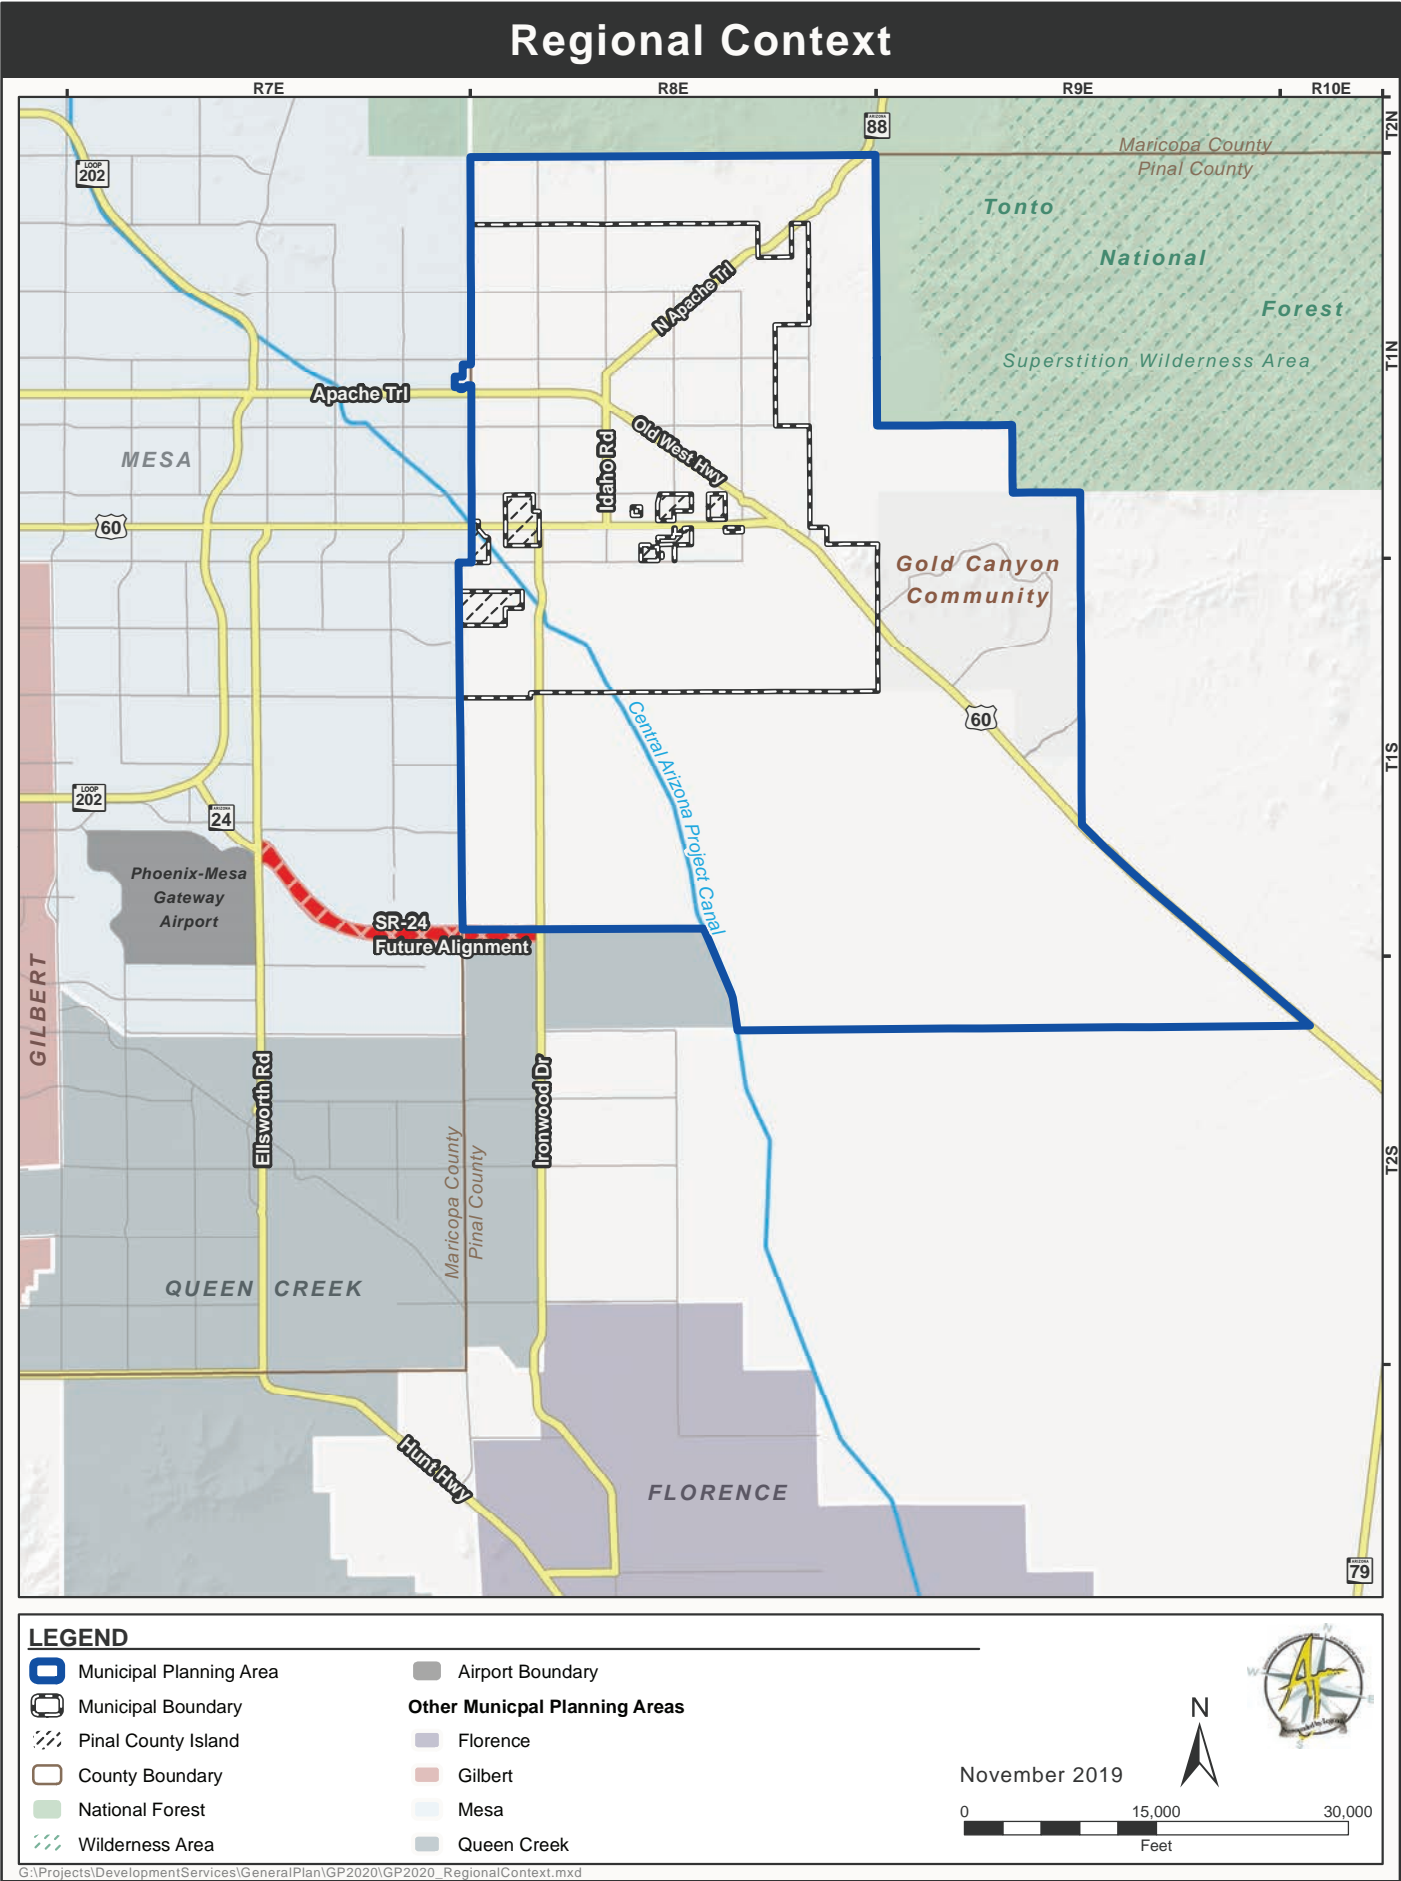 Regional Context
R7E
R8E
R9E
R10E
T2N
T1N
T1S
T2S
88
LOOP
202
Maricopa County
Pinal County
Tonto
National
Forest
Superstition Wilderness Area
N Apache Trl
Apache Trl
Old West Hwy
Idaho Rd
MESA
60
Gold Canyon
Community
60
Central Arizona Project Canal
LOOP
202
ARIZONA
24
Phoenix-Mesa
Gateway
Airport
SR-24
Future Alignment
GILBERT
Ellsworth Rd
Ironwood Dr
Maricopa County
Pinal County
QUEEN CREEK
Hunt Hwy
FLORENCE
ARIZONA
79
LEGEND
Municipal Planning Area
Municipal Boundary
Pinal County Island
County Boundary
National Forest
Wilderness Area
Airport Boundary
Other Municpal Planning Areas
Florence
Gilbert
Mesa
Queen Creek
November 2019
N
0 15,000 30,000
Feet
N
W
E
S
G:\Projects\DevelopmentServices\GeneralPlan\GP2020\GP2020_RegionalContext.mxd